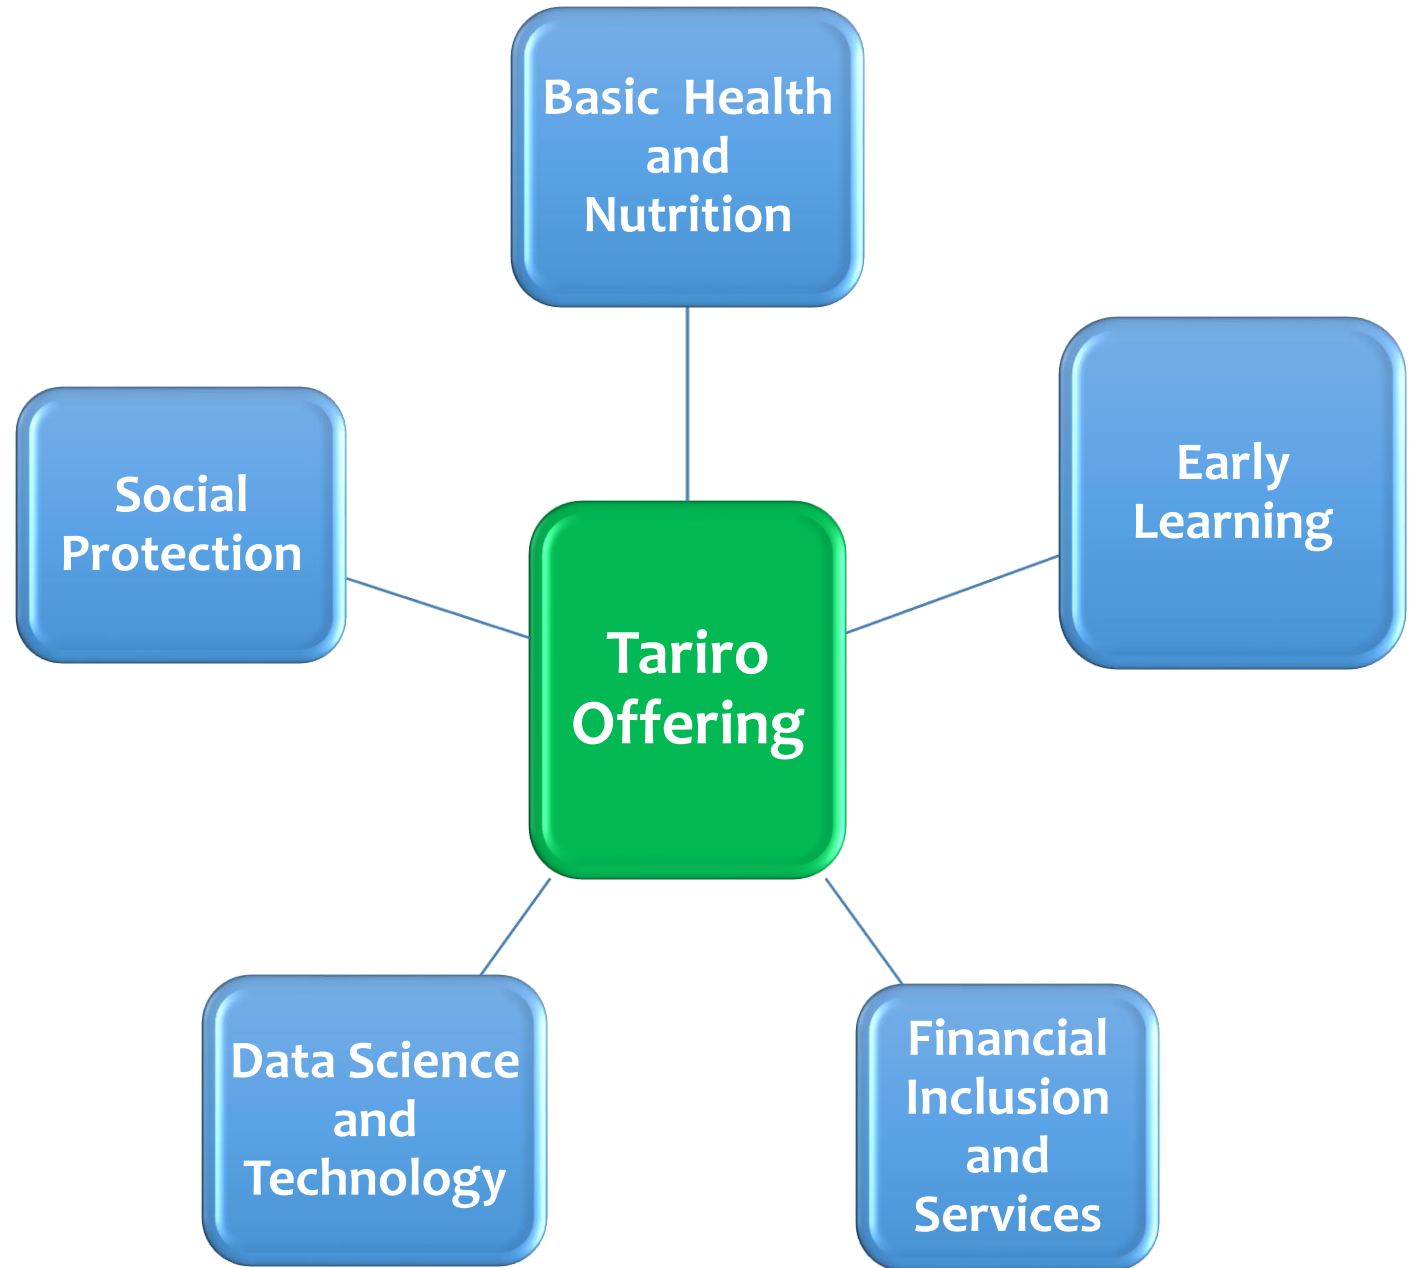 Basic Health
and
Nutrition
Early
Learning
Social
Protection
Tariro
Offering
Data Science
and
Technology
Financial
Inclusion
and
Services